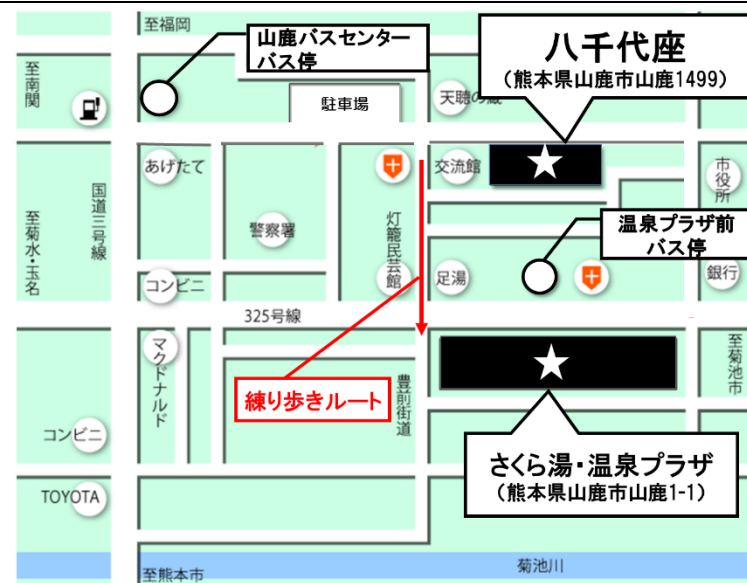 至福岡
山鹿バスセンター
バス停
八千代座
（熊本県山鹿市山鹿1499）
至南関
駐車場
天聴の蔵
あげたて
交流館
市役所
国道三号線
至菊水・玉名
警察署
灯籠民芸館
温泉プラザ前
バス停
コンビニ
足湯
銀行
325号線
マクドナルド
練り歩きルート
豊前街道
至菊池市
コンビニ
さくら湯・温泉プラザ
（熊本県山鹿市山鹿1-1）
TOYOTA
至熊本市
菊池川